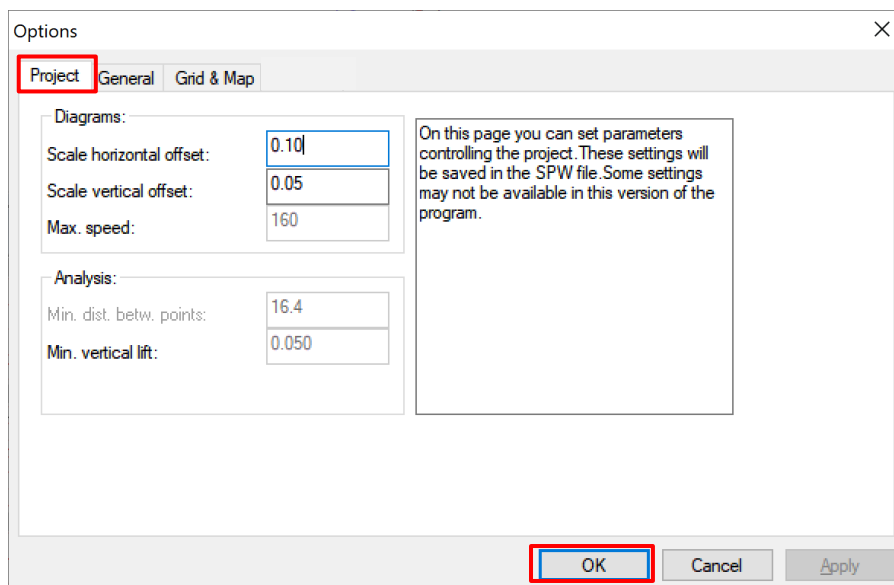 Options
Project General Grid & Map
Diagrams:
Scale horizontal offset: 0.10
Scale vertical offset: 0.05
Max. speed: 160
Analysis:
Min. dist. betw. points: 16.4
Min. vertical lift: 0.050
On this page you can set parameters
controlling the project.These settings will
be saved in the SPW file.Some settings
may not be available in this version of the
program.
OK Cancel Apply